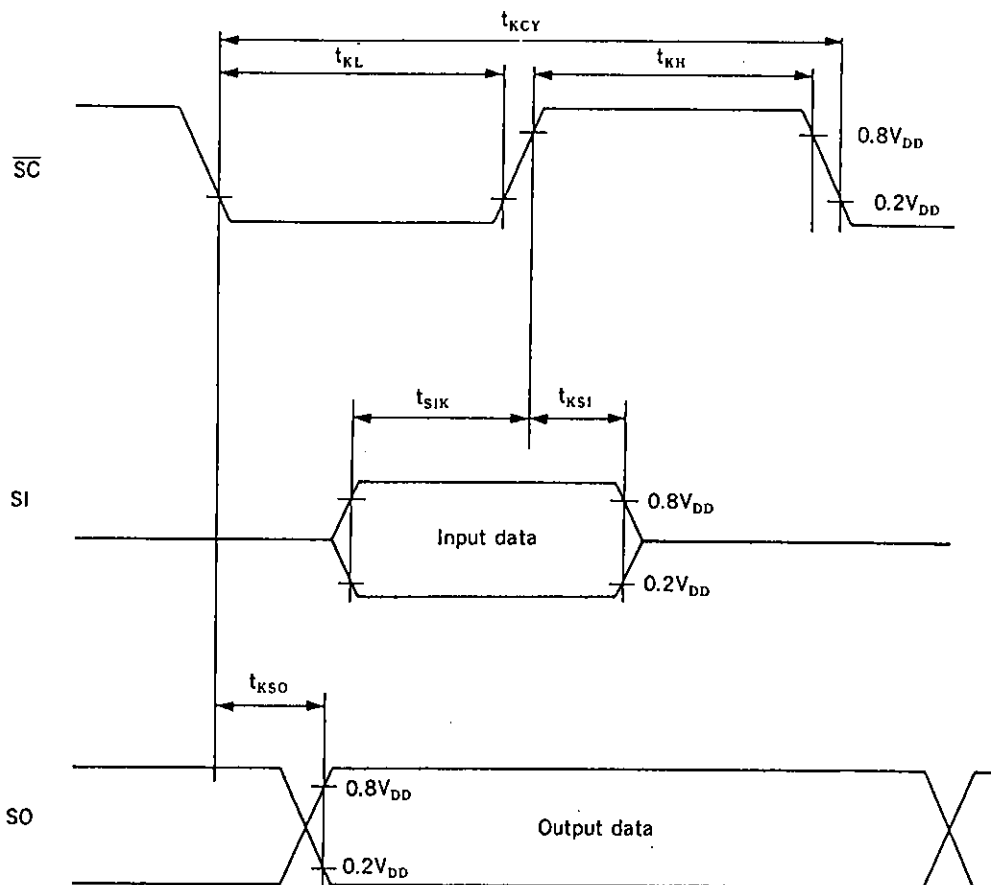 tKCY
tKL
tKH
SC
0.8VDD
0.2VDD
tSIK
tKSI
SI
0.8VDD
Input data
0.2VDD
tKSO
0.8VDD
SO
Output data
0.2VDD